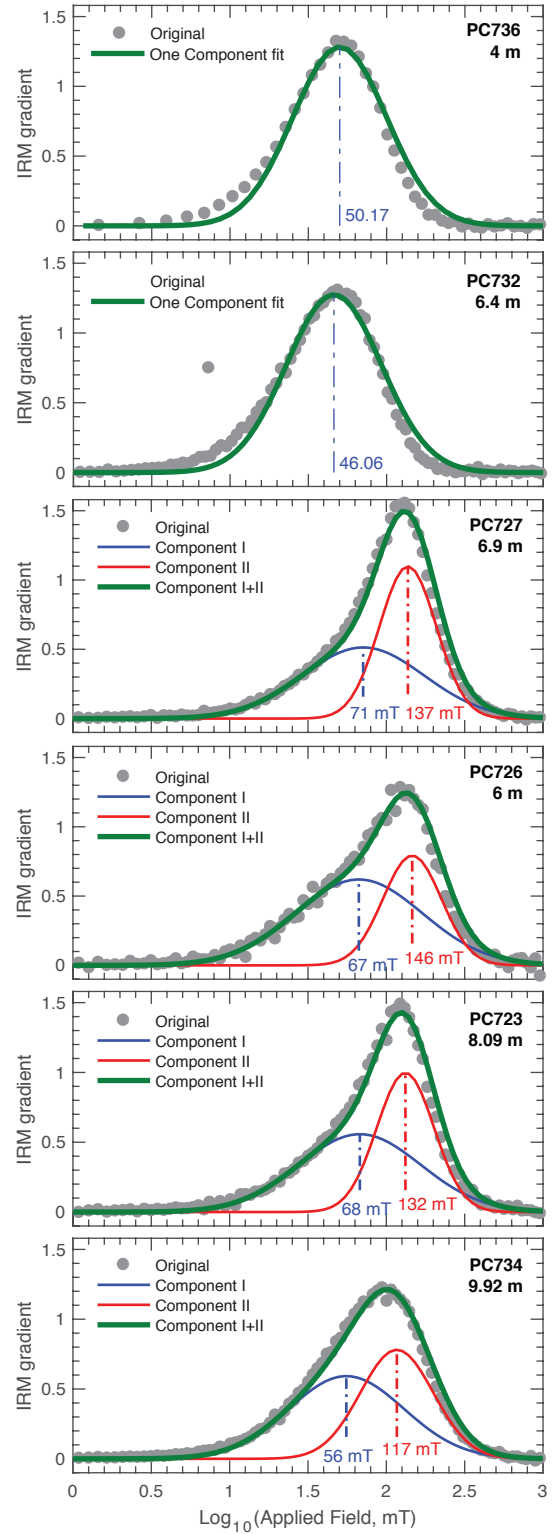 1.5
1
0.5
0
IRM gradient
Original
One Component fit
PC736
4 m
50.17
1.5
1
0.5
0
IRM gradient
Original
One Component fit
PC732
6.4 m
46.06
1.5
1
0.5
0
IRM gradient
Original
Component I
Component II
Component I+II
PC727
6.9 m
71 mT
137 mT
1.5
1
0.5
0
IRM gradient
Original
Component I
Component II
Component I+II
PC726
6 m
67 mT
146 mT
1.5
1
0.5
0
IRM gradient
Original
Component I
Component II
Component I+II
PC723
8.09 m
68 mT
132 mT
1.5
1
0.5
0
IRM gradient
Original
Component I
Component II
Component I+II
PC734
9.92 m
56 mT
117 mT
0 0.5 1.0 1.5 2.0 2.5 3.0
Log10(Applied Field, mT)